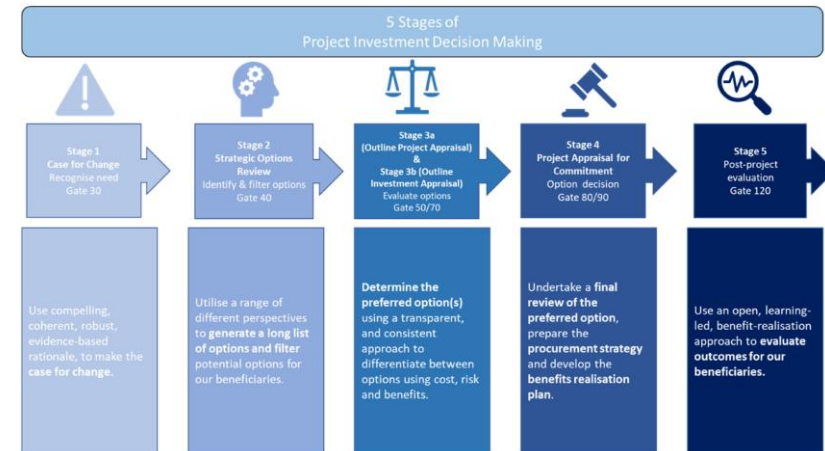 5 Stages of
Project Investment Decision Making
Stage 1
Case for Change
Recognise need
Gate 30
Stage 2
Strategic Options
Review
Identify & filter options
Gate 40
Stage 3a
(Outline Project Appraisal)
&
Stage 3b (Outline
Investment Appraisal)
Evaluate options
Gate 50/70
Stage 4
Project Appraisal for
Commitment
Option decision
Gate 80/90
Stage 5
Post-project
evaluation
Gate 120
Use compelling,
coherent, robust,
evidence-based
rationale, to make the
case for change.
Utilise a range of
different perspectives
to generate a long list
of options and filter
potential options for
our beneficiaries.
Determine the
preferred option(s)
using a transparent,
and consistent
approach to
differentiate between
options using cost, risk
and benefits.
Undertake a final
review of the
preferred option,
prepare the
procurement strategy
and develop the
benefits realisation
plan.
Use an open, learning-
led, benefit-realisation
approach to evaluate
outcomes for our
beneficiaries.